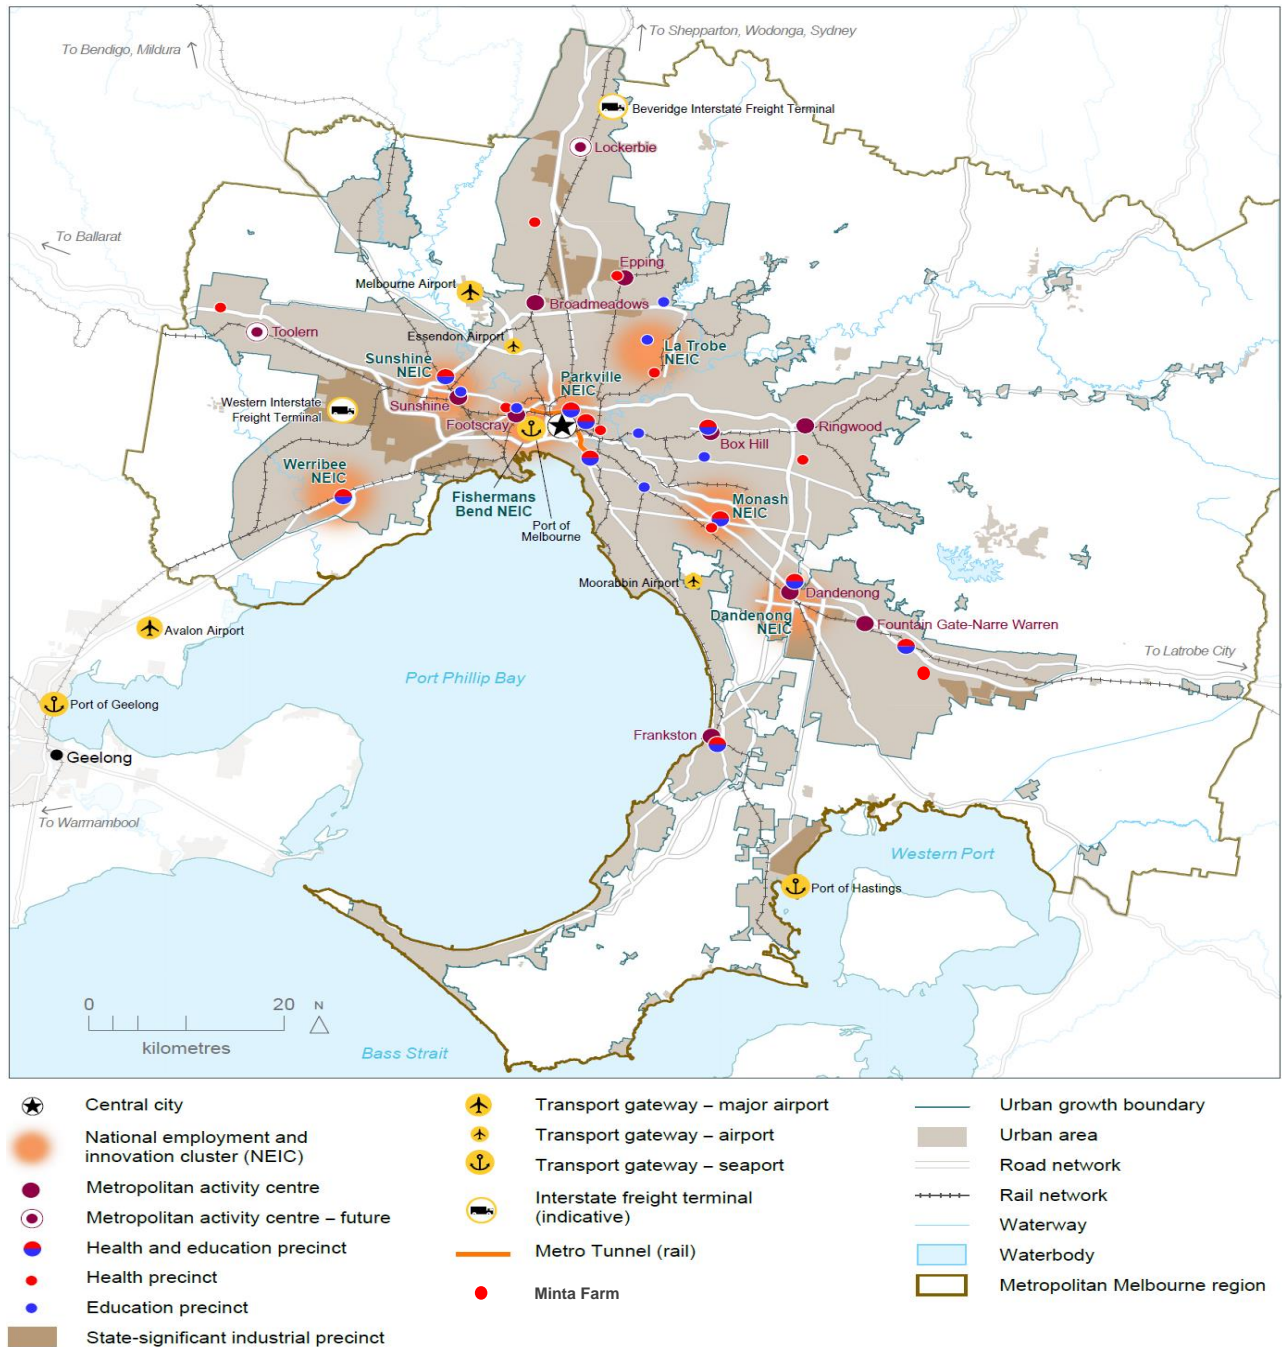 To Bendigo, Mildura
To Shepparton, Wodonga, Sydney
Beveridge Interstate Freight Terminal
Lockerbie
To Ballarat
Epping
Melbourne Airport
Broadmeadows
Toolern
Essendon Airport
La Trobe
NEIC
Sunshine
NEIC
Parkville
NEIC
Western Interstate
Freight Terminal
Sunshine
Footscray
Ringwood
Box Hill
Werribee
NEIC
Fishermans
Bend NEIC
Monash
NEIC
Port of
Melbourne
Moorabbin Airport
Dandenong
Dandenong
NEIC
Fountain Gate-Narre Warren
Avalon Airport
To Latrobe City
Port Phillip Bay
Port of Geelong
Frankston
Geelong
To Warrnambool
Western Port
Port of Hastings
0 20 N
kilometres
Bass Strait
Central city
National employment and
innovation cluster (NEIC)
Metropolitan activity centre
Metropolitan activity centre – future
Health and education precinct
Health precinct
Education precinct
State-significant industrial precinct
Transport gateway – major airport
Transport gateway – airport
Transport gateway – seaport
Interstate freight terminal
(indicative)
Metro Tunnel (rail)
Minta Farm
Urban growth boundary
Urban area
Road network
Rail network
Waterway
Waterbody
Metropolitan Melbourne region